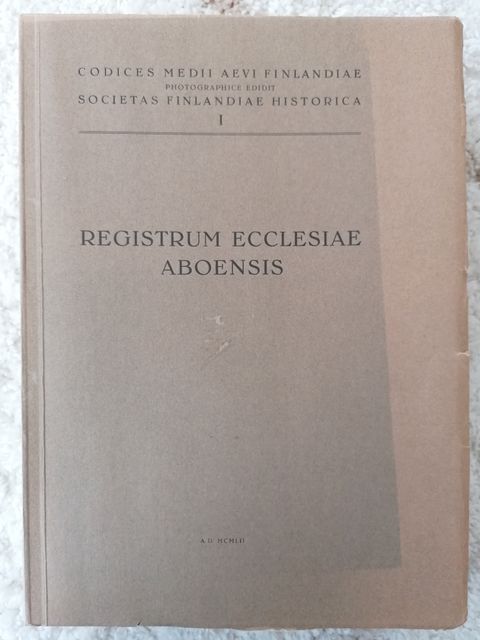 CODICES MEDII AEVI FINLANDIAE
PHOTOGRAPHICE EDIDIT
SOCIETAS FINLANDIAE HISTORICA
I
REGISTRUM ECCLESIAE
ABOENSIS
A.D. MCMLII